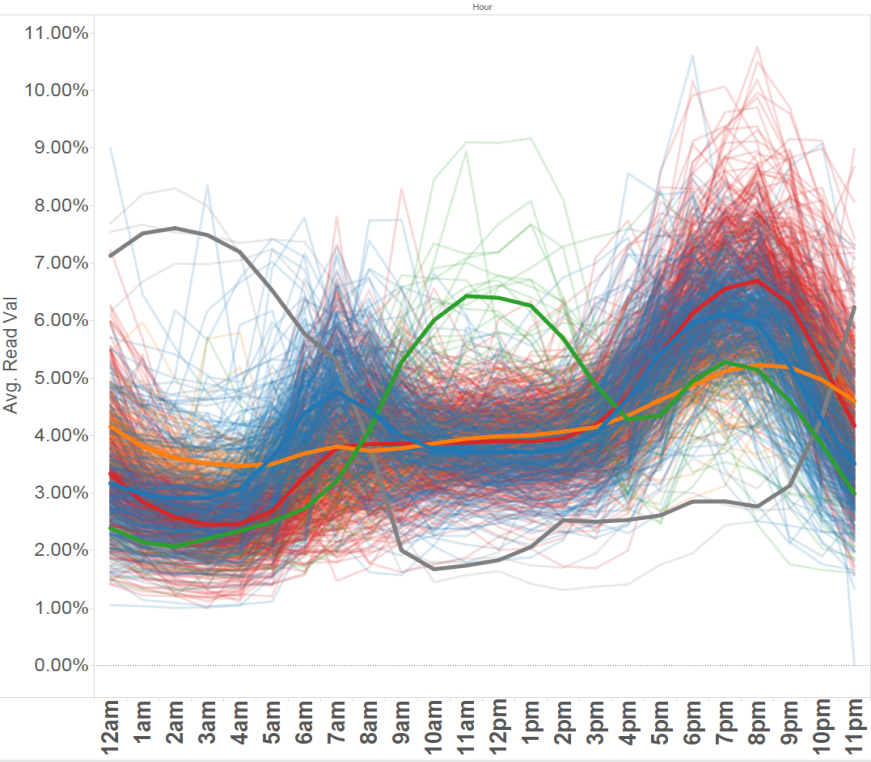 Hour
11.00%
10.00%
9.00%
8.00%
7.00%
6.00%
5.00%
4.00%
3.00%
2.00%
1.00%
0.00%
Avg. Read Val
12am
1am
2am
3am
4am
5am
6am
7am
8am
9am
10am
11am
12pm
1pm
2pm
3pm
4pm
5pm
6pm
7pm
8pm
9pm
10pm
11pm